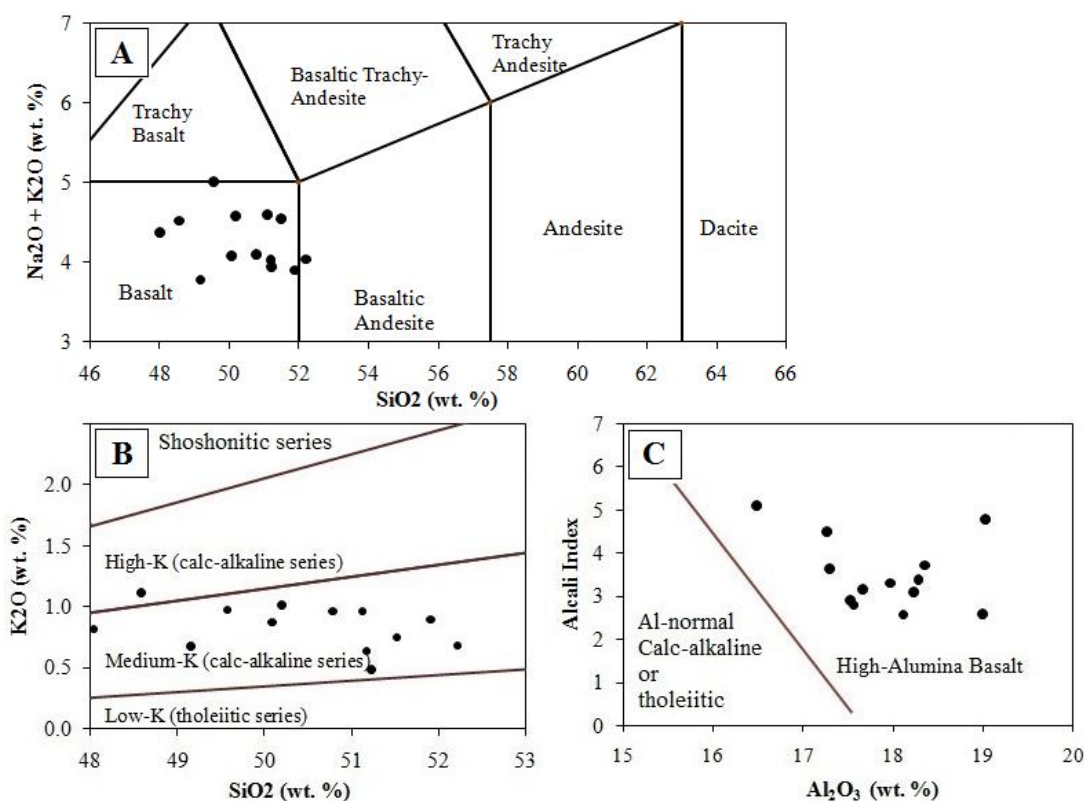 A
7
6
5
4
3
Na2O + K2O (wt. %)
Trachy
Basalt
Basaltic Trachy-
Andesite
Trachy
Andesite
Basalt
Basaltic
Andesite
Andesite
Dacite
46 48 50 52 54 56 58 60 62 64 66
SiO2 (wt. %)
B
2.0
1.5
1.0
0.5
0.0
K2O (wt. %)
Shoshonitic series
High-K (calc-alkaline series)
Medium-K (calc-alkaline series)
Low-K (tholeiitic series)
48 49 50 51 52 53
SiO2 (wt. %)
C
7
6
5
4
3
2
1
0
Alcali Index
Al-normal
Calc-alkaline
or
tholeiitic
High-Alumina Basalt
15 16 17 18 19 20
Al₂O₃ (wt. %)